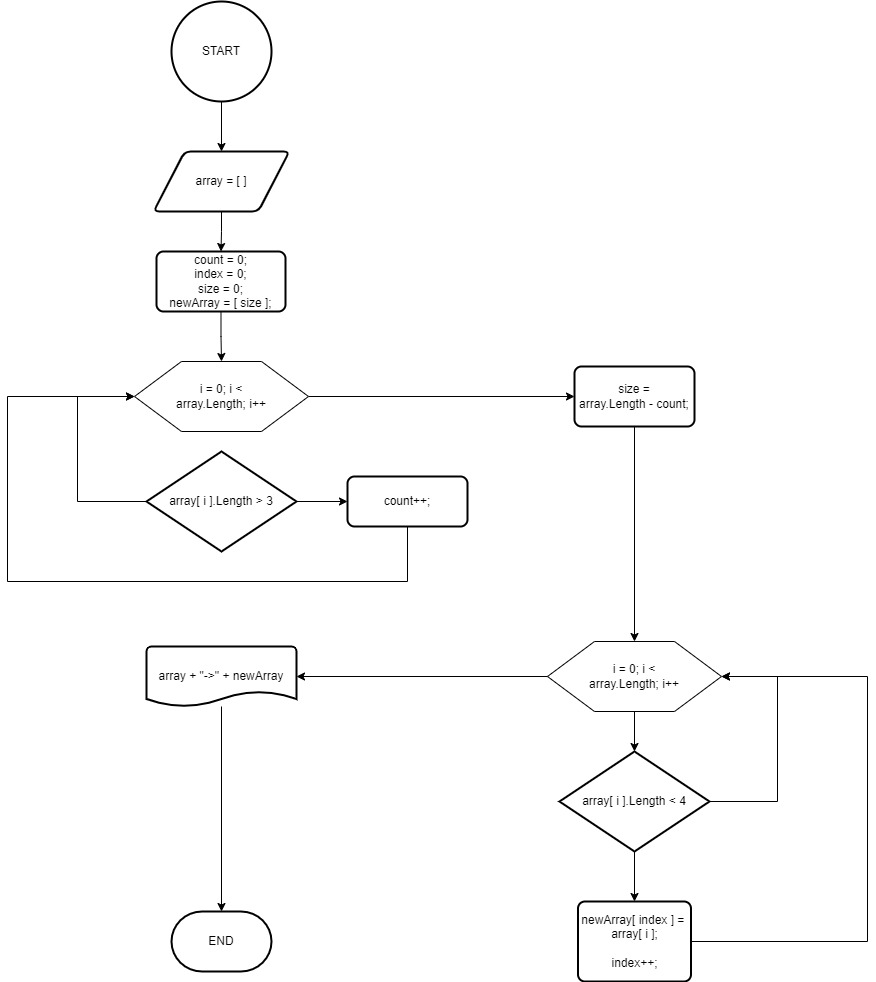 START
array = [ ]
count = 0;
index = 0;
size = 0;
newArray = [ size ];
i = 0; i <
array.Length; i++
size =
array.Length - count;
array[ i ].Length > 3
count++;
array + "->" + newArray
i = 0; i <
array.Length; i++
array[ i ].Length < 4
newArray[ index ] =
array[ i ];
index++;
END